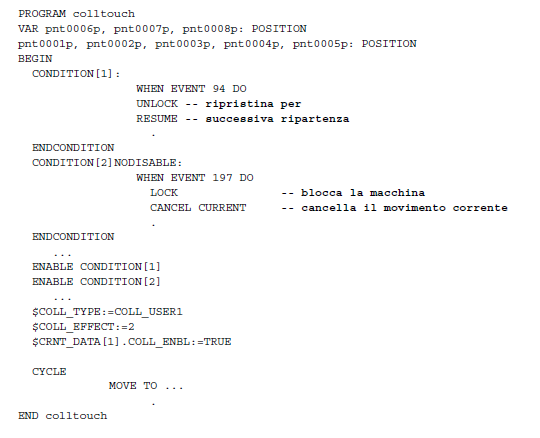 PROGRAM colltouch
VAR pnt0006p, pnt0007p, pnt0008p: POSITION
pnt0001p, pnt0002p, pnt0003p, pnt0004p, pnt0005p: POSITION
BEGIN
CONDITION[1]:
WHEN EVENT 94 DO
UNLOCK -- ripristina per
RESUME -- successiva ripartenza
.
ENDCONDITION
CONDITION[2]NODISABLE:
WHEN EVENT 197 DO
LOCK -- blocca la macchina
CANCEL CURRENT -- cancella il movimento corrente
.
ENDCONDITION
...
ENABLE CONDITION[1]
ENABLE CONDITION[2]
...
$COLL_TYPE:=COLL_USER1
$COLL_EFFECT:=2
$CRNT_DATA[1].COLL_ENBL:=TRUE
CYCLE
MOVE TO ...
.
END colltouch